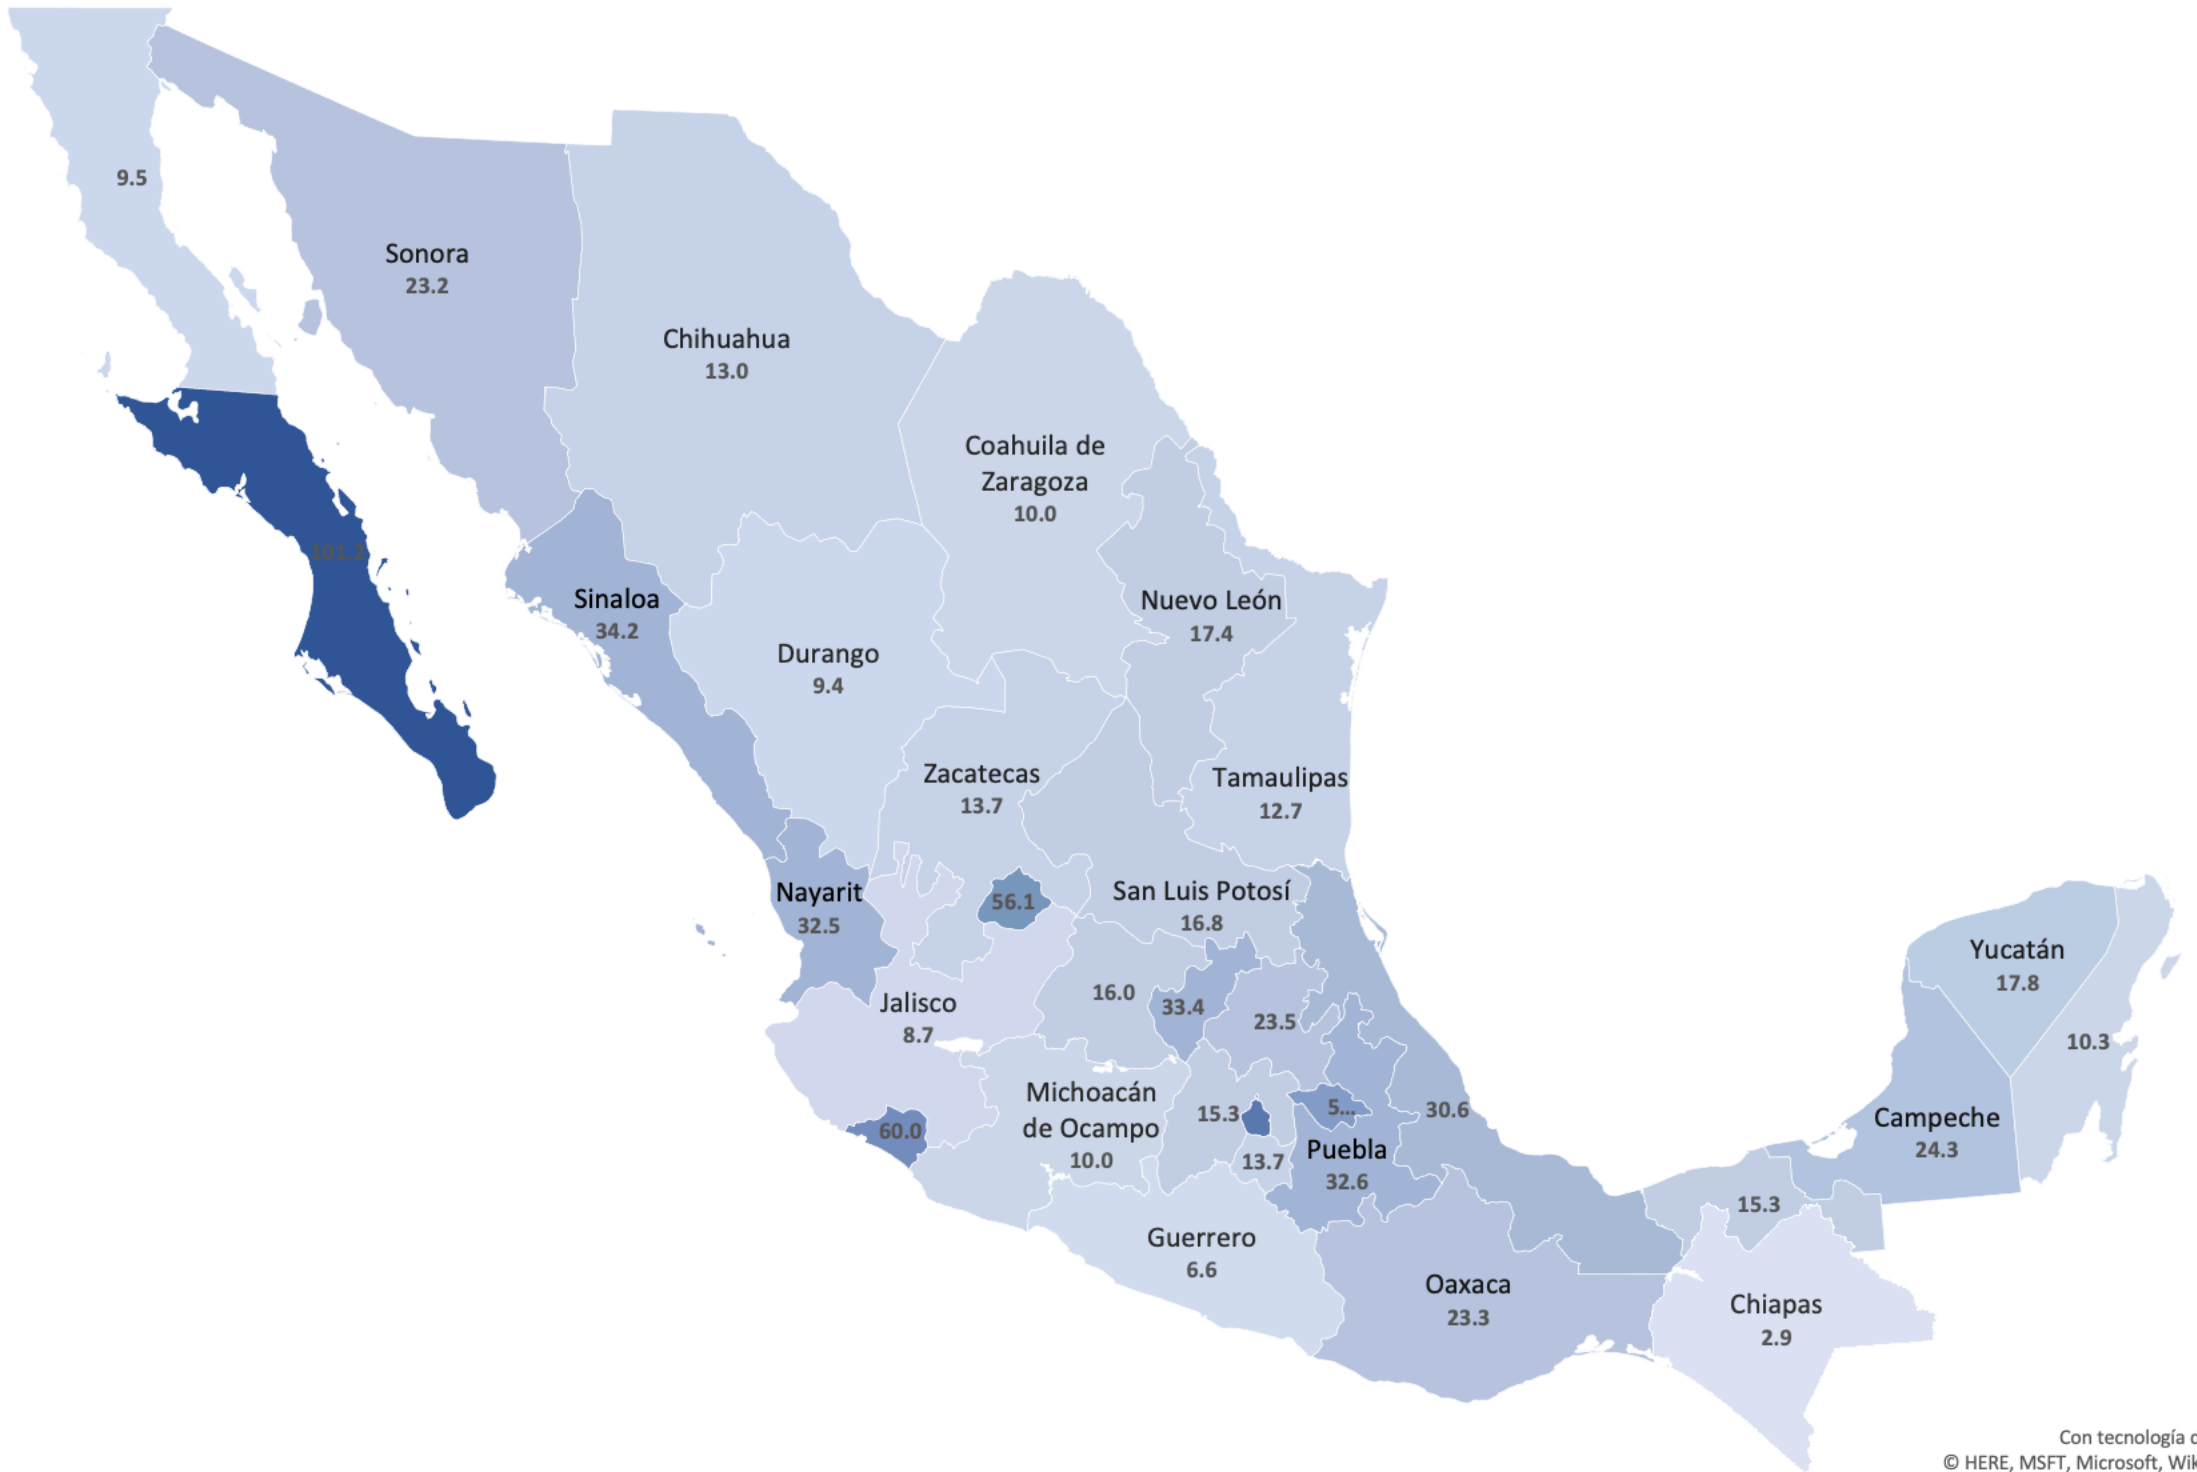 9.5
Sonora
23.2
Chihuahua
13.0
Coahuila de
Zaragoza
10.0
101.2
Sinaloa
34.2
Nuevo León
17.4
Durango
9.4
Zacatecas
13.7
Tamaulipas
12.7
Nayarit
32.5
56.1
San Luis Potosí
16.8
Yucatán
17.8
Jalisco
8.7
16.0
33.4
23.5
10.3
Michoacán
de Ocampo
10.0
60.0
15.3
5...
30.6
Campeche
24.3
13.7
Puebla
32.6
15.3
Guerrero
6.6
Oaxaca
23.3
Chiapas
2.9
Con tecnología d
© HERE, MSFT, Microsoft, Wik